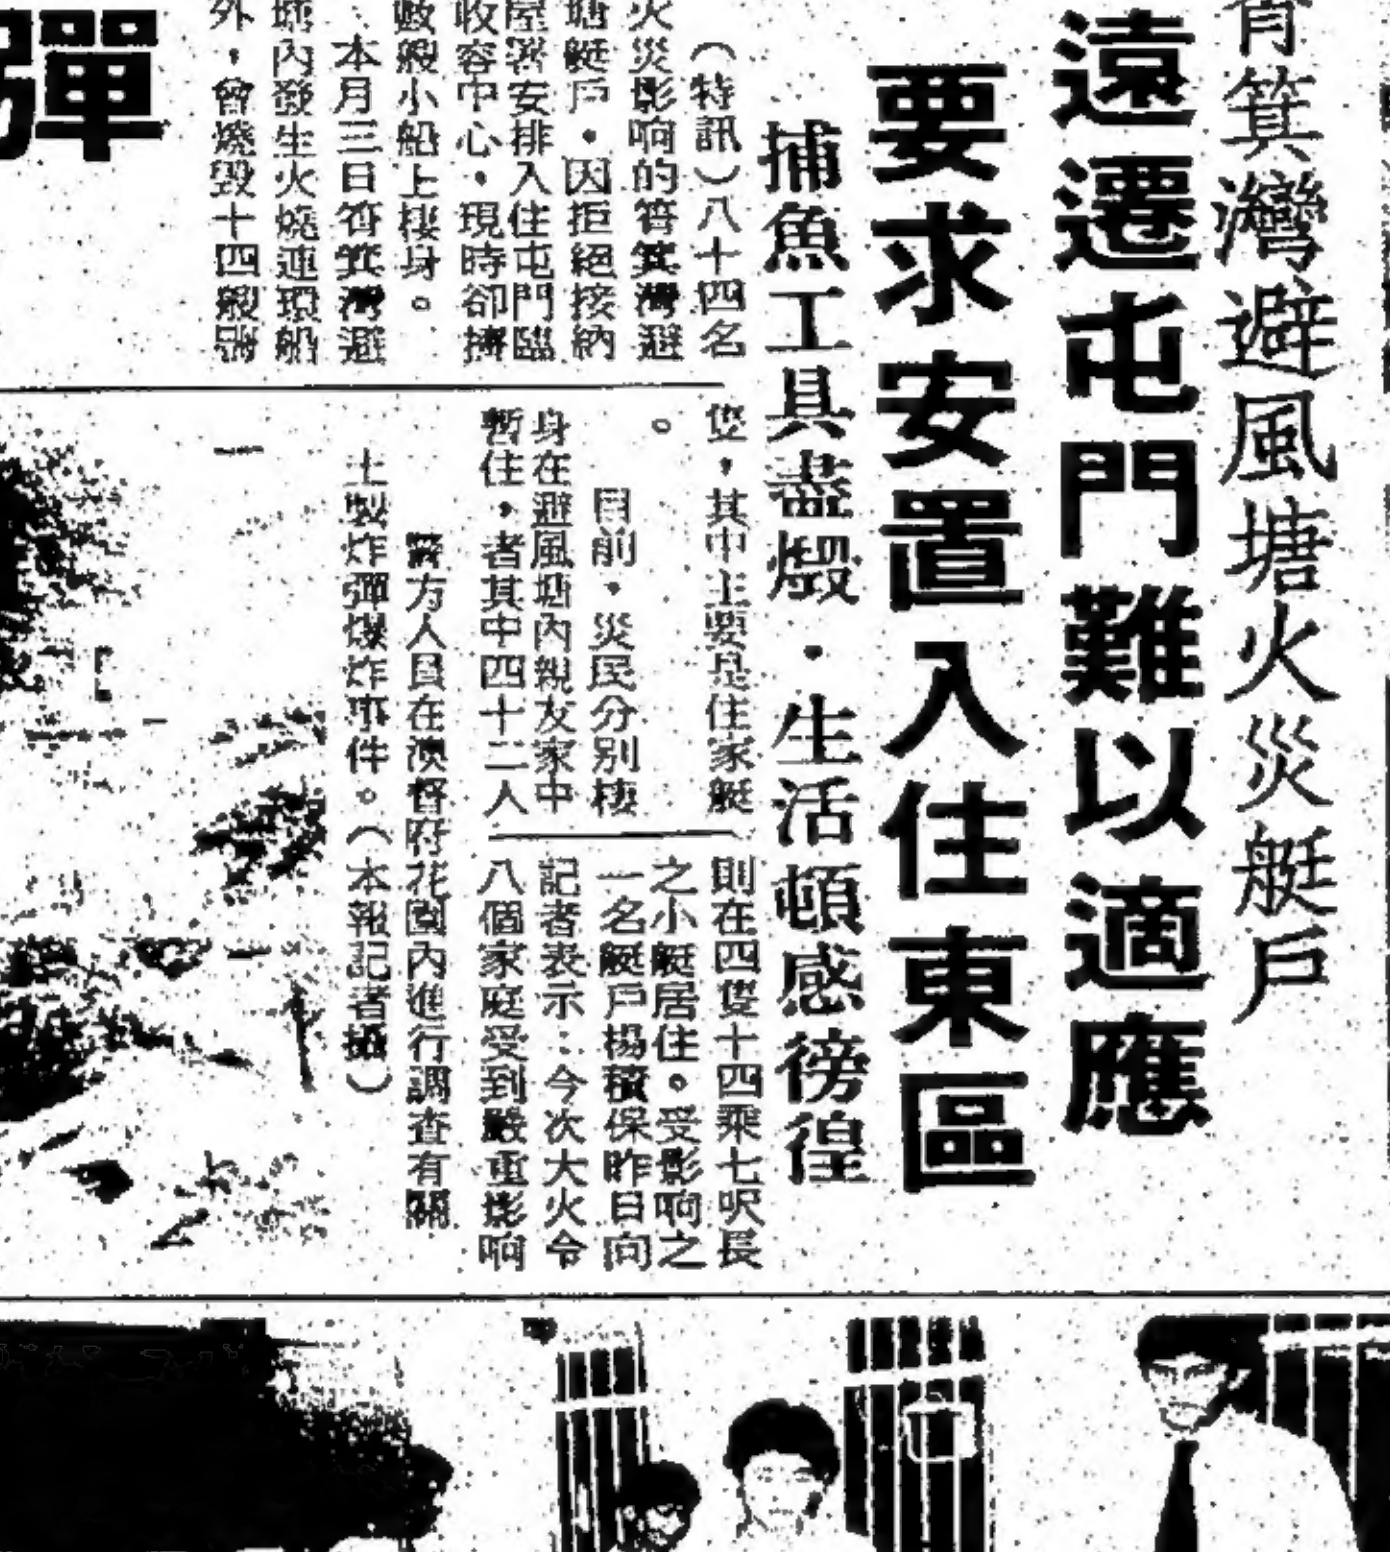 筲箕灣避風塘火災艇戶
遠遷屯門難以適應
要求安置入住東區
捕魚工具盡燬・生活頓感徬徨
（特訊）八十四名
火災影响的筲箕灣避
塘艇戶，因拒絕接納
屋署安排入住屯門臨
收容中心，現時卻擠
數艘小船上棲身。
本月三日筲箕灣避
塘內發生火燒連環船
外，曾燒毀十四艘
隻，其中主要是住家艇
。
目前，災民分别棲
身在避風塘內親友家中
暫住，者其中四十二人
則在四隻十四乘七呎長
之小艇居住。受影响之
一名艇戶楊積保昨日向
記者表示：今次大火令
八個家庭受到嚴重影响
警方人員在澳督府花園內進行調查有關
土製炸彈爆炸事件。（本報記者攝）
彈